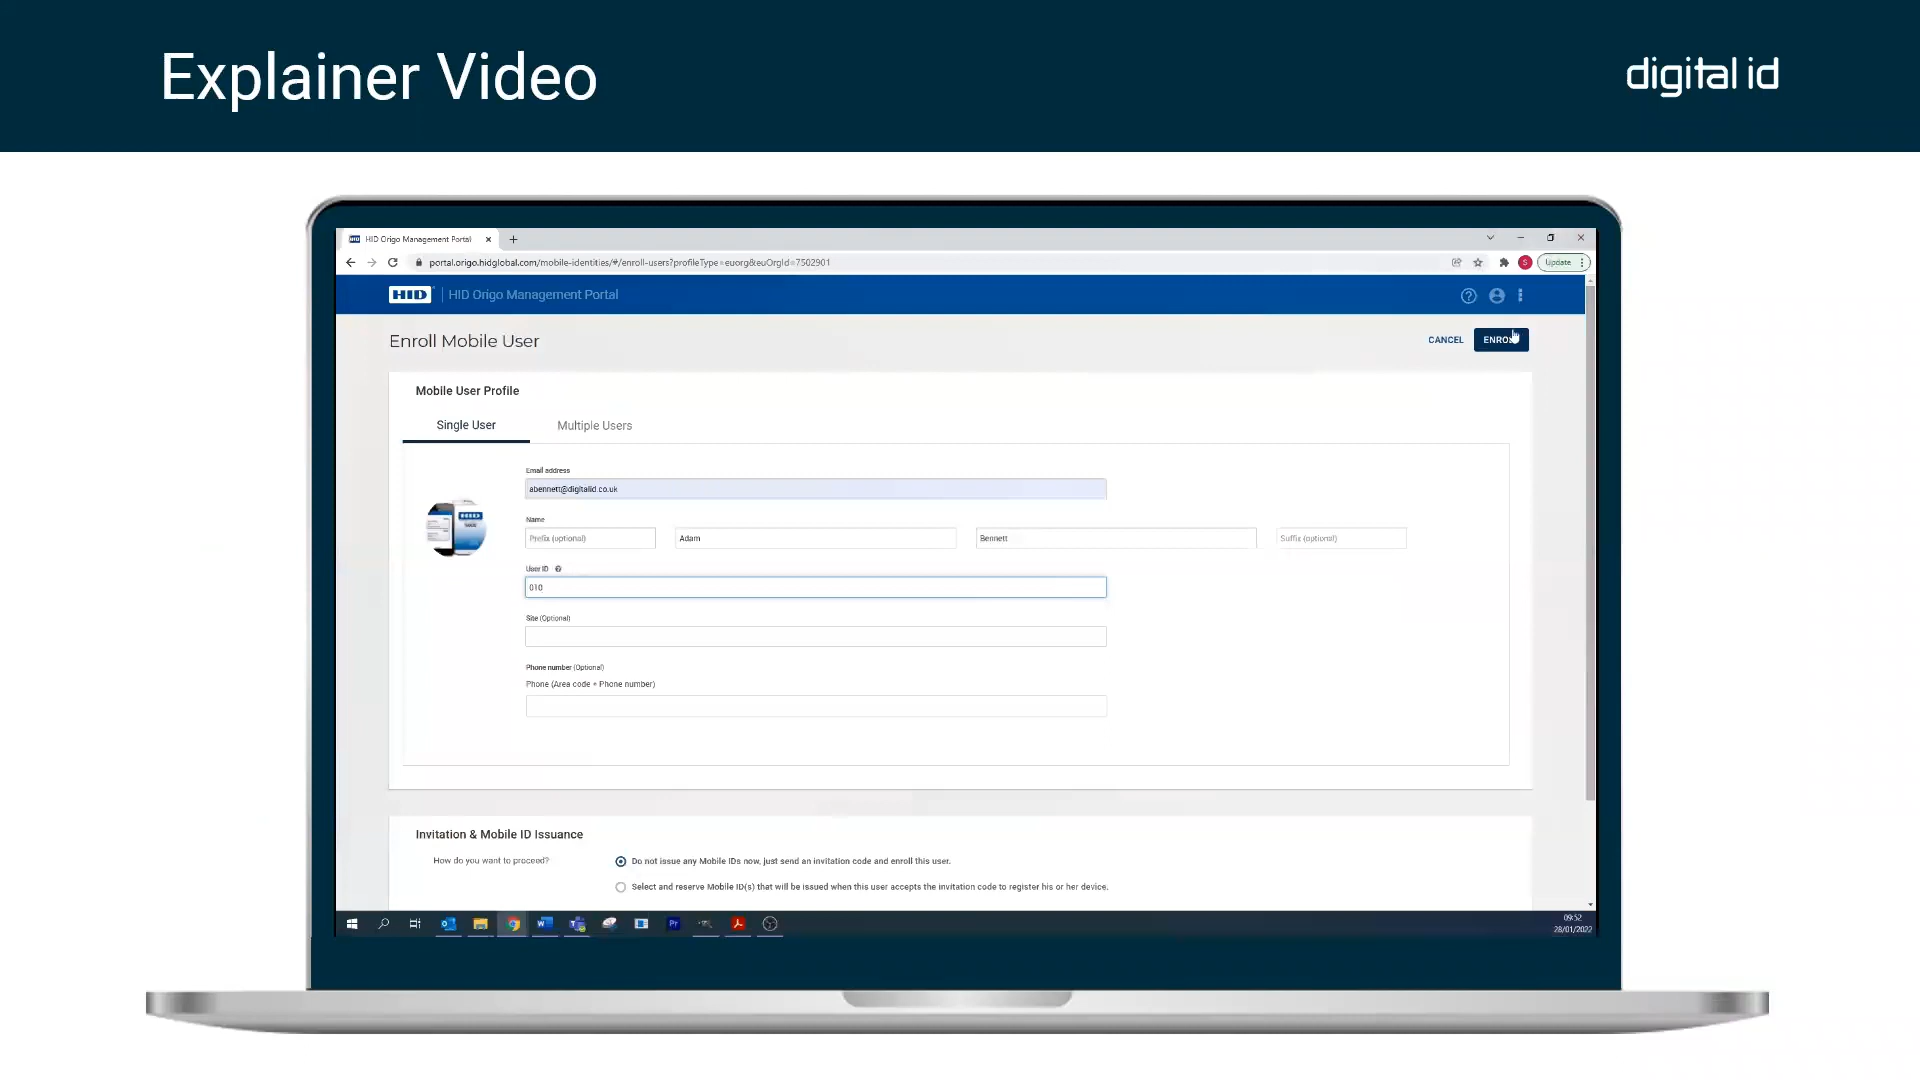 Explainer Video
digital id
HID Origo Management Portal
portal.origo.hidglobal.com/mobile-identities/#/enroll-users?profileType=euorg&euOrgId=7502901
S
Update
HID
HID Origo Management Portal
Enroll Mobile User
CANCEL
Mobile User Profile
Single User
Multiple Users
Email address
abennett@digitalid.co.uk
Name
Prefix (optional)
Adam
Bennett
Suffix (optional)
User ID
010
Site (Optional)
Phone number (Optional)
Phone (Area code + Phone number)
HID
Invitation & Mobile ID Issuance
How do you want to proceed?
Do not issue any Mobile IDs now, just send an invitation code and enroll this user.
Select and reserve Mobile ID(s) that will be issued when this user accepts the invitation code to register his or her device.
Pr
09:52
28/01/2022